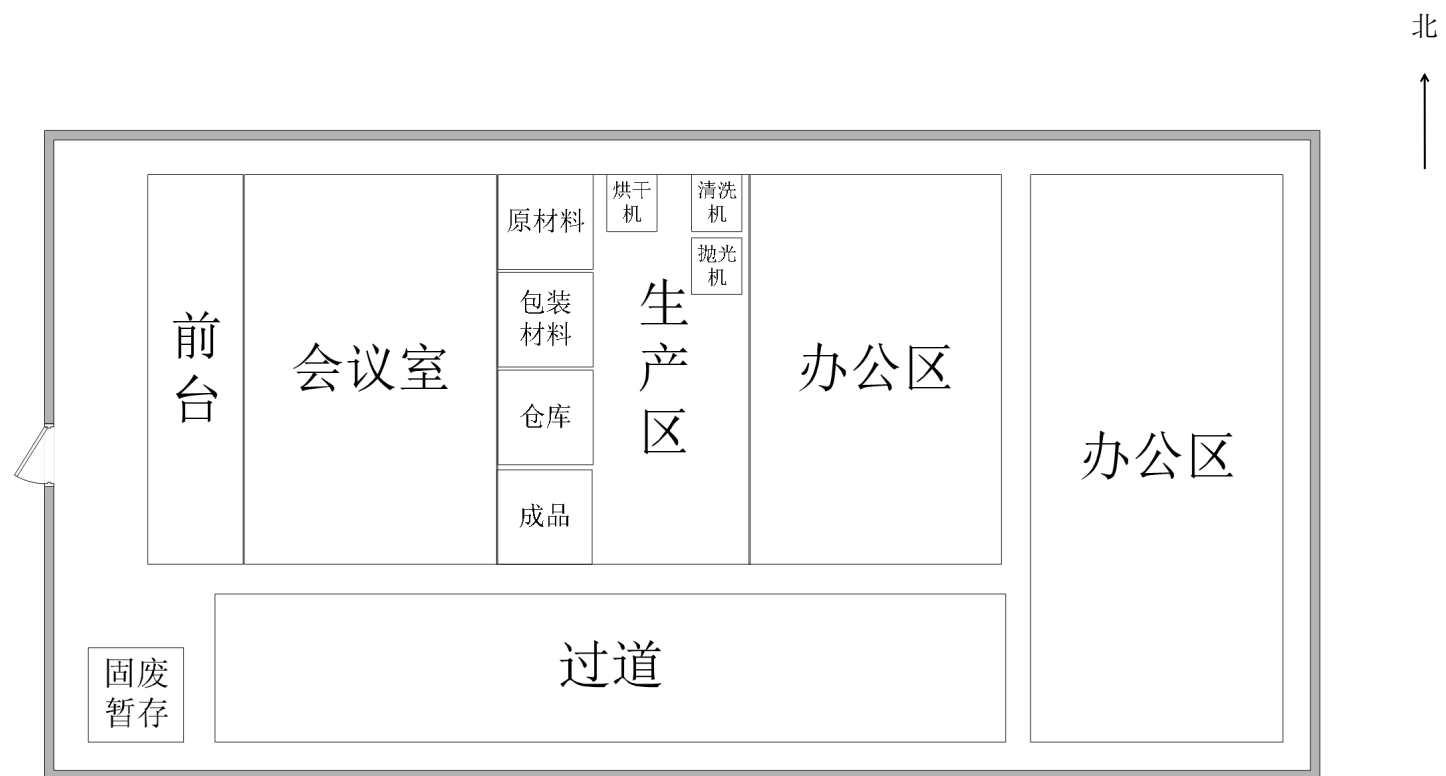 北
前
台
会议室
原材料
包装
材料
仓库
成品
烘干
机
清洗
机
抛光
机
生
产
区
办公区
办公区
过道
固废
暂存